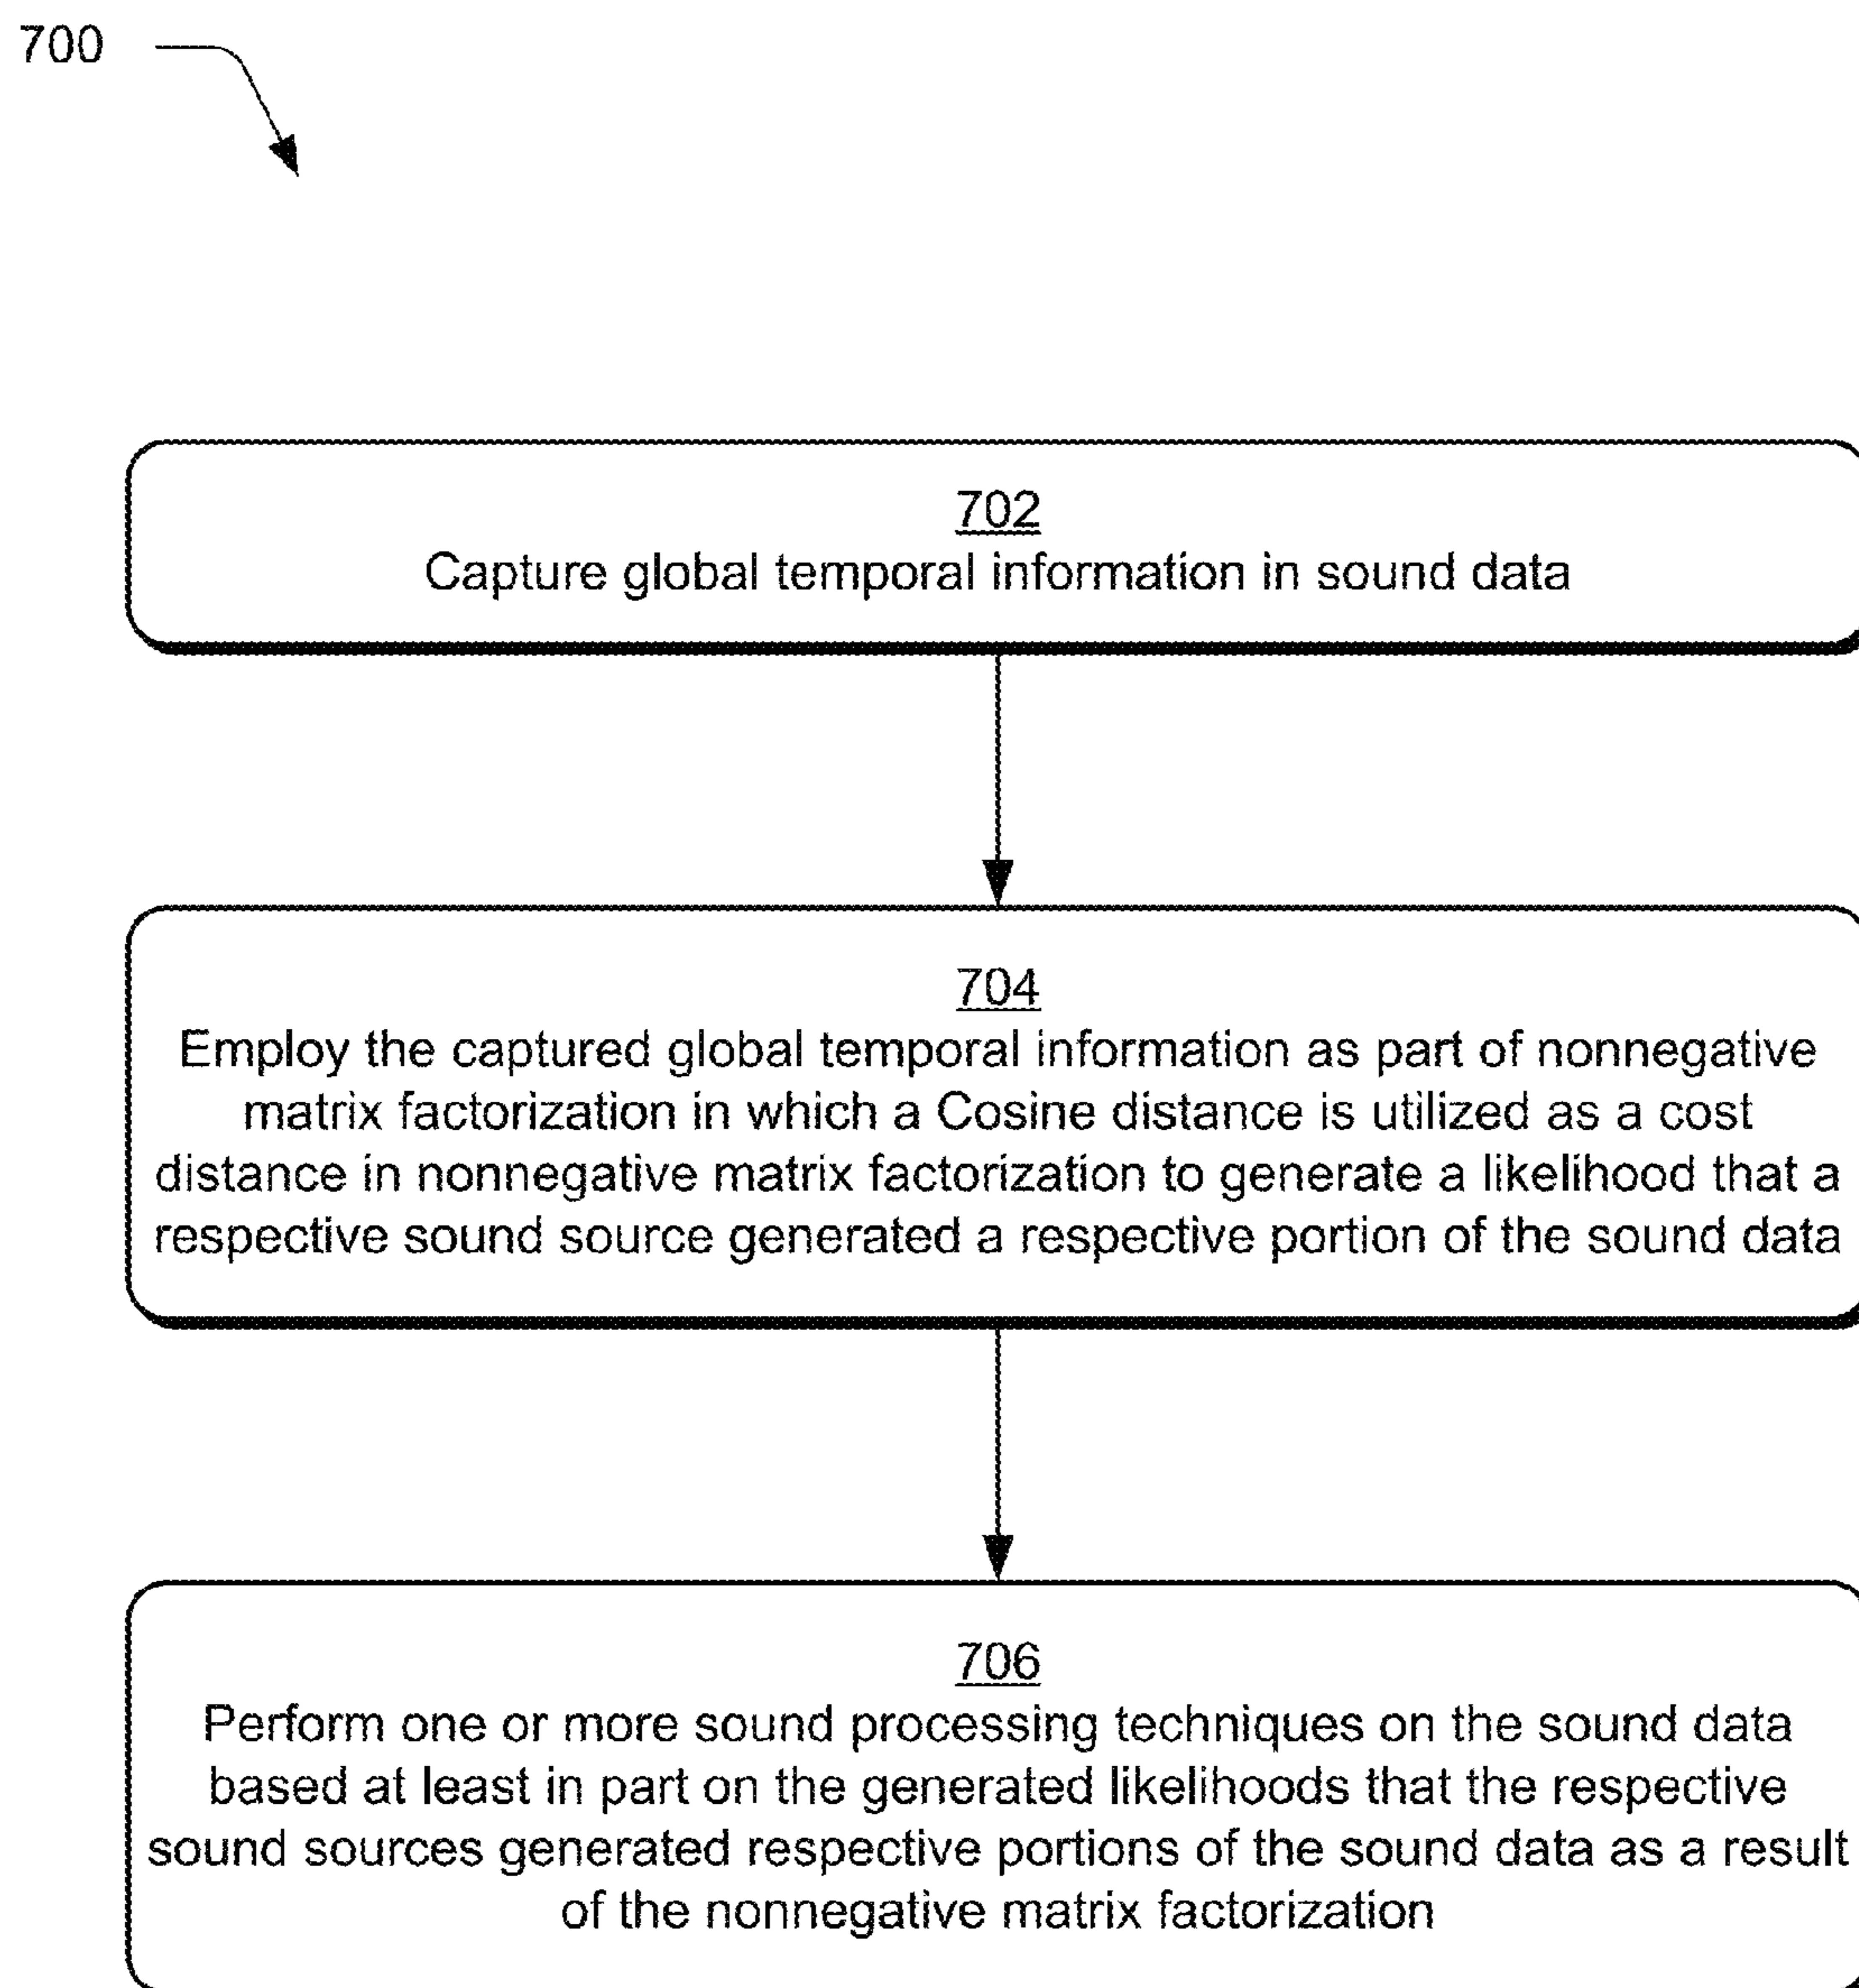 700
702
Capture global temporal information in sound data
704
Employ the captured global temporal information as part of nonnegative
matrix factorization in which a Cosine distance is utilized as a cost
distance in nonnegative matrix factorization to generate a likelihood that a
respective sound source generated a respective portion of the sound data
706
Perform one or more sound processing techniques on the sound data
based at least in part on the generated likelihoods that the respective
sound sources generated respective portions of the sound data as a result
of the nonnegative matrix factorization